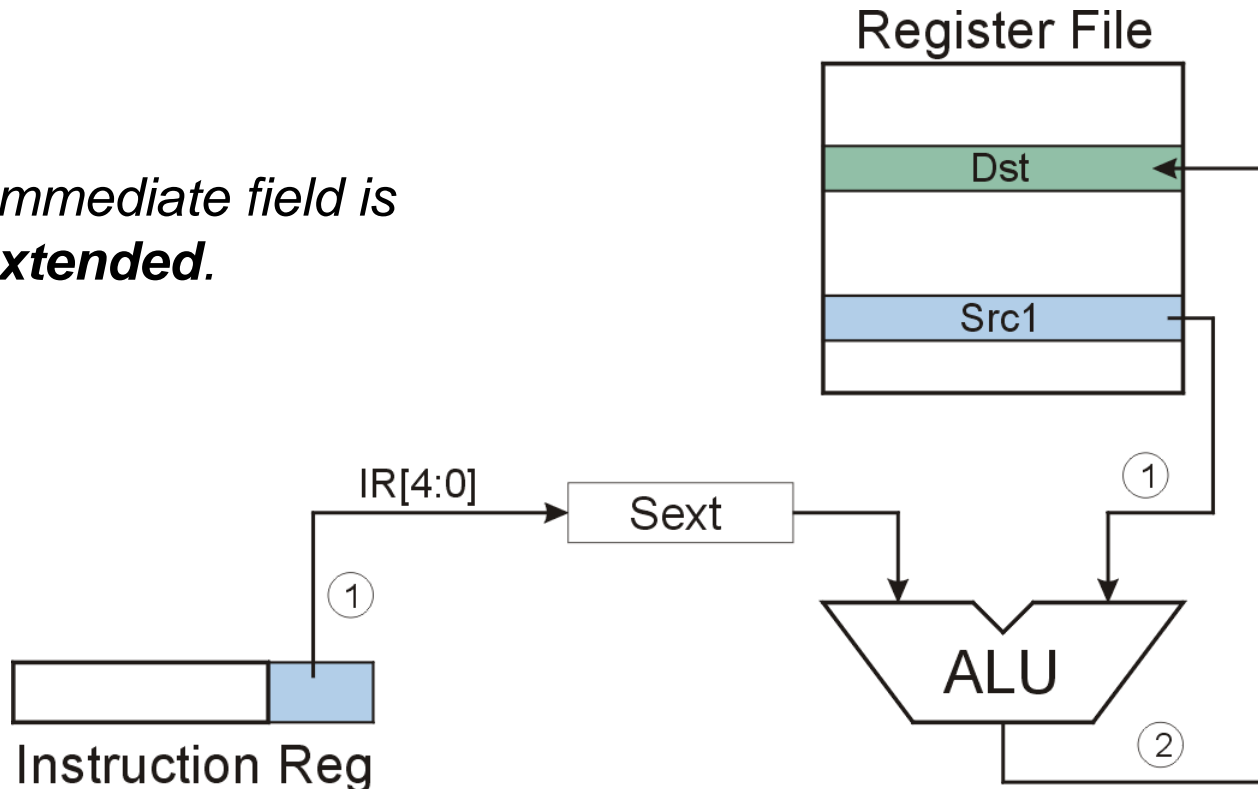 Register File
Dst
mmediate field is
xtended.
Src1
IR[4:0]
Sext
1
1
ALU
2
Instruction Reg